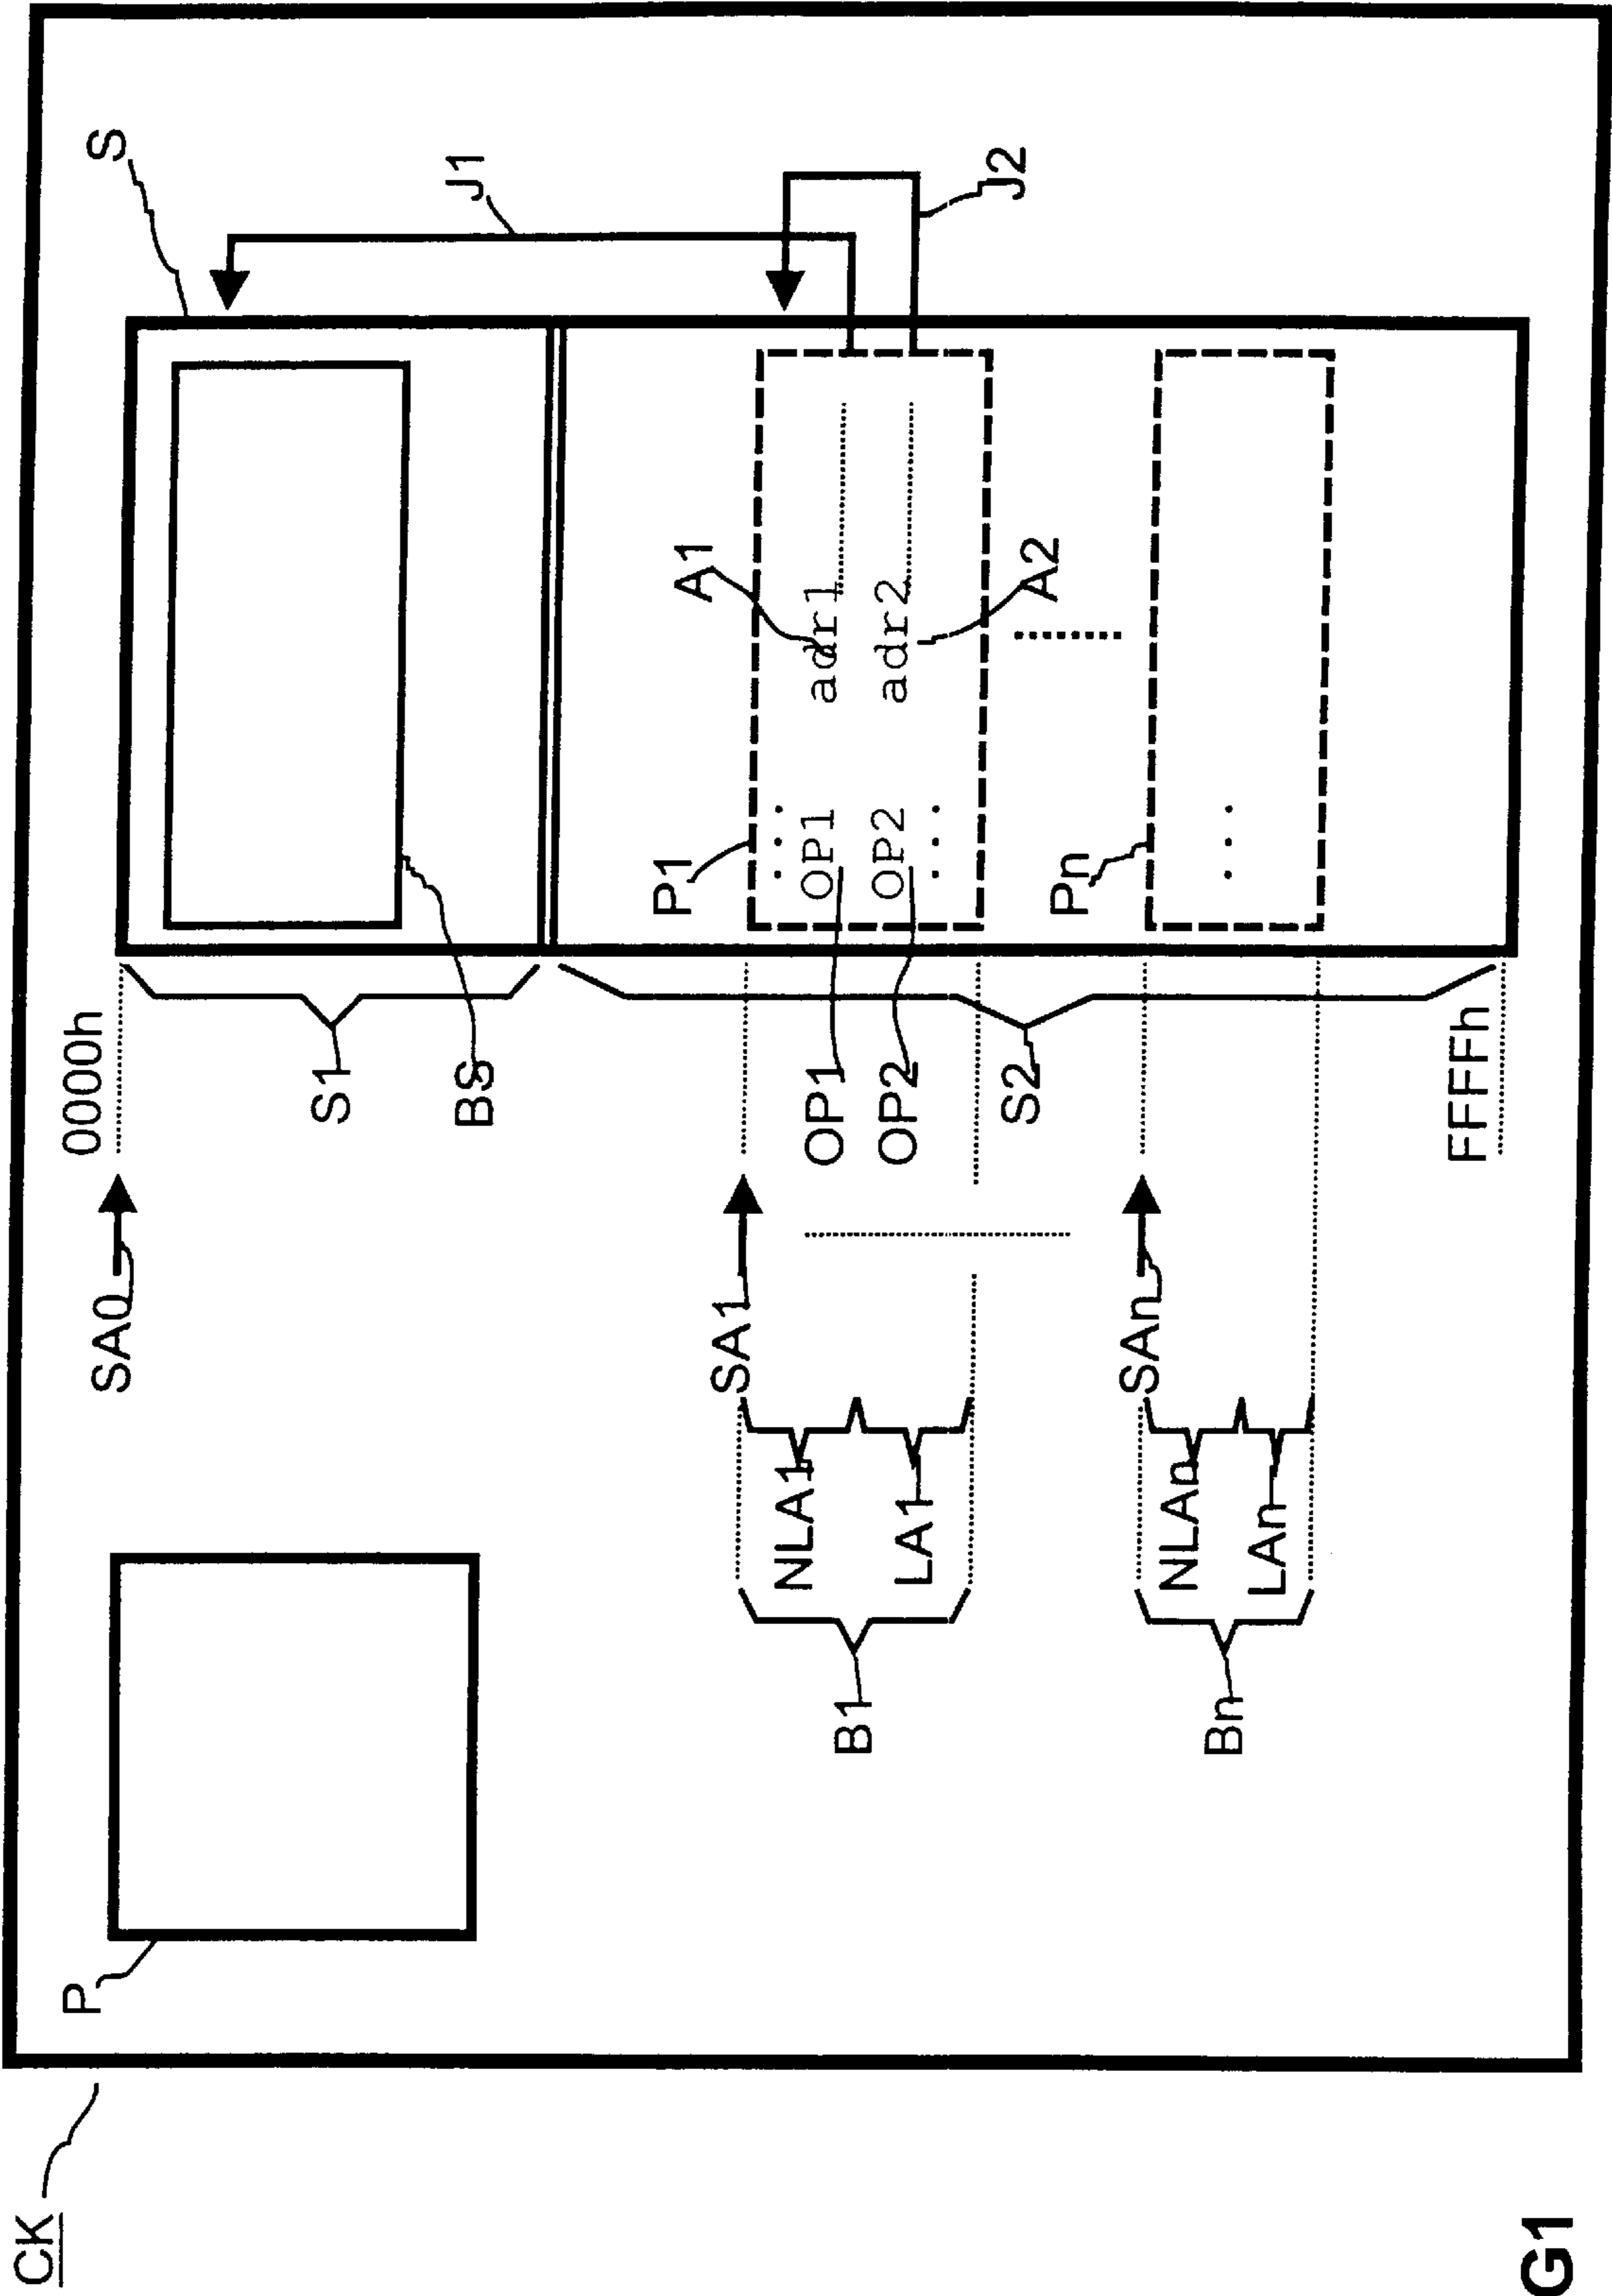 CK
P
SA0
0000h
S
J1
S1
BS
SA1
P1
A1
OP1 adr1
OP2 adr2
J2
NLA1
LA1
B1
OP1
OP2
S2
A2
SAn
Pn
NLAn
LAn
Bn
FFFFh
G1